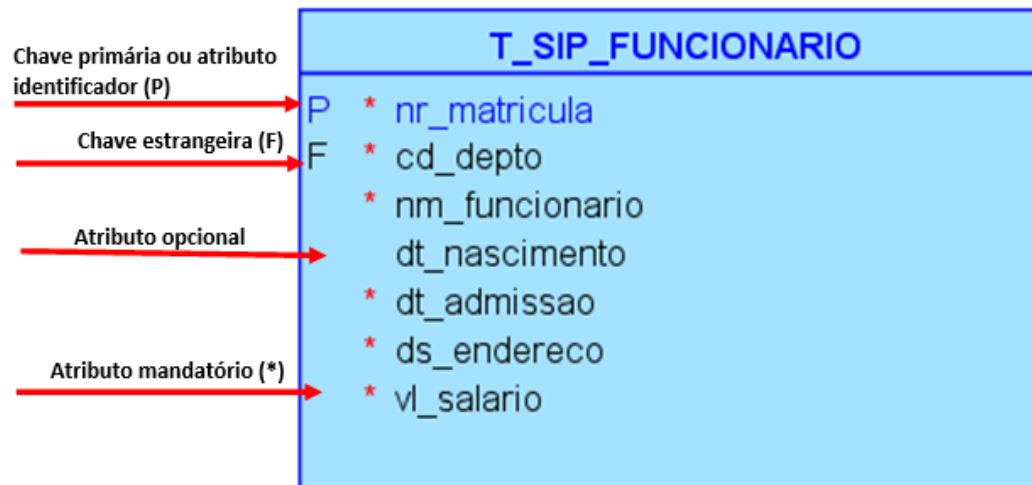 T_SIP_FUNCIONARIO
Chave primária ou atributo
identificador (P)
P * nr_matricula
Chave estrangeira (F)
F * cd_depto
* nm_funcionario
Atributo opcional
dt_nascimento
* dt_admissao
* ds_endereco
Atributo mandatório (*)
* vl_salario